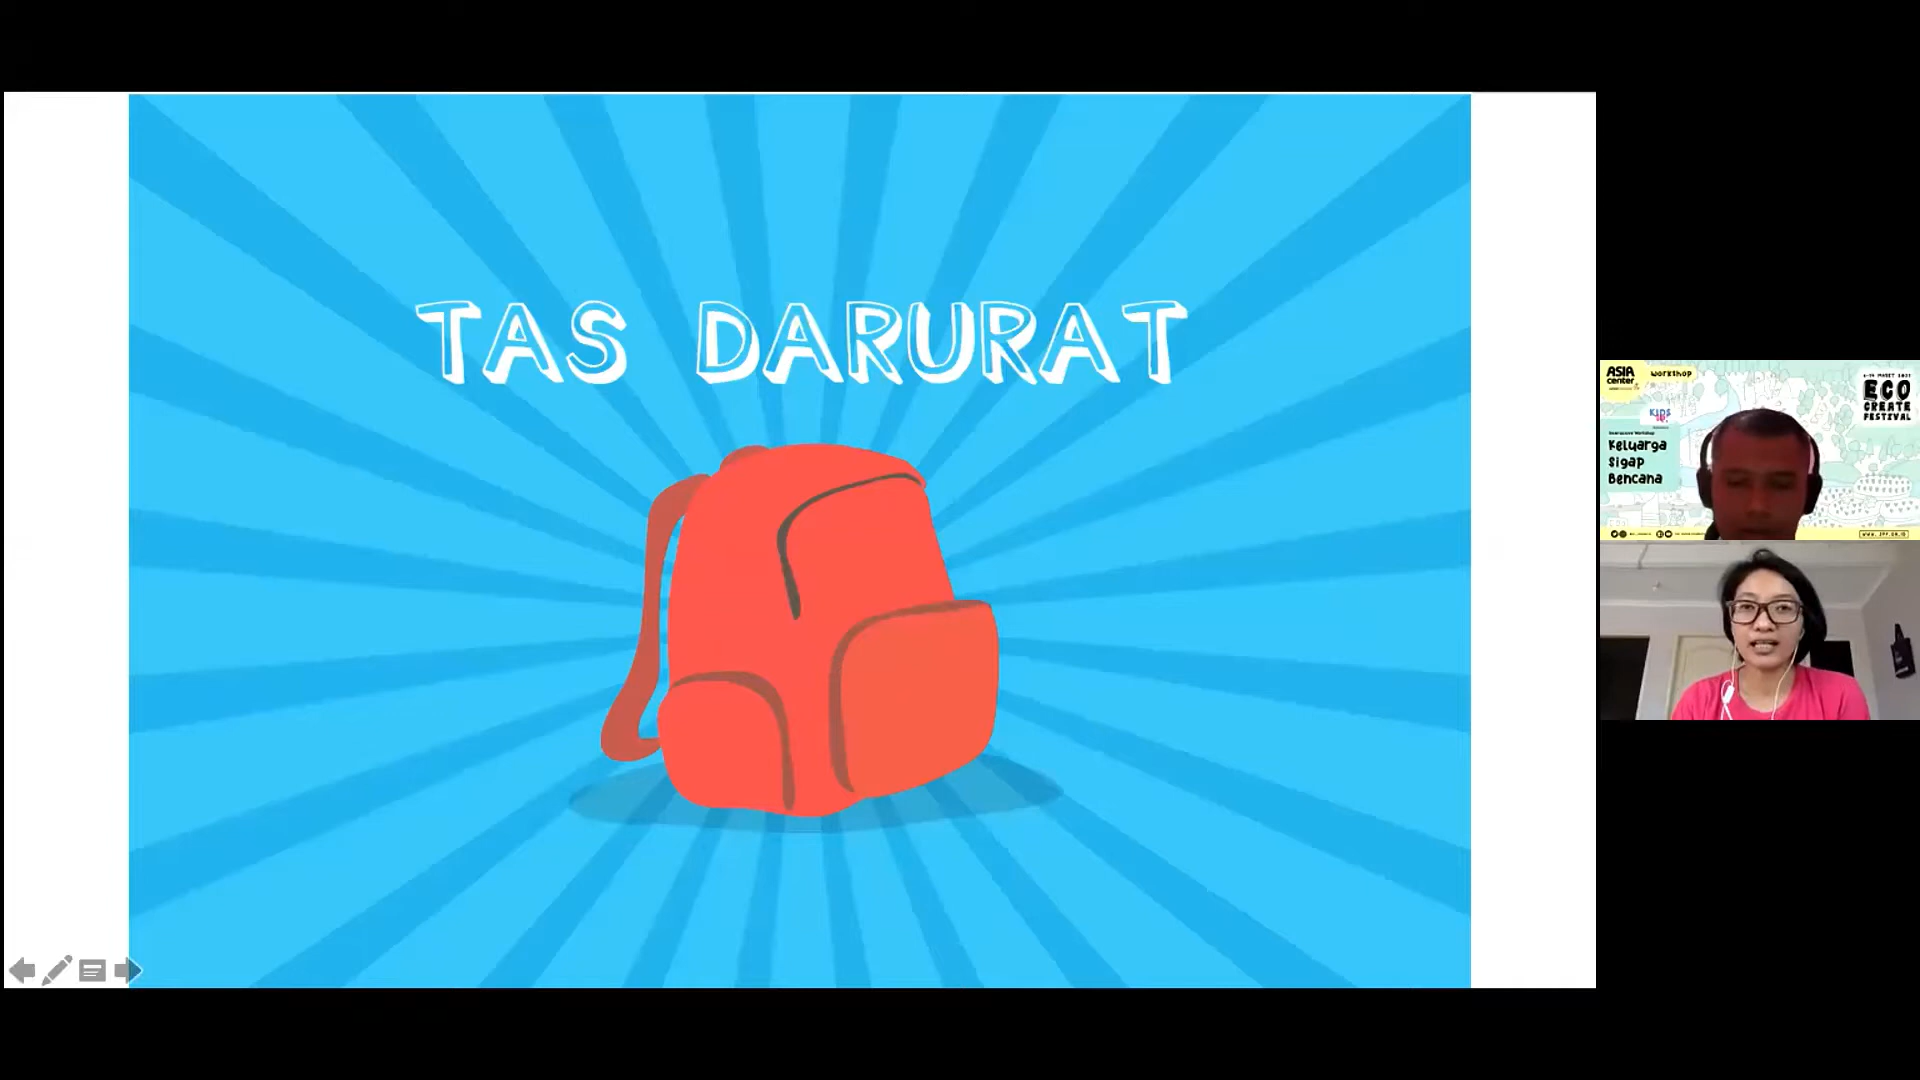 TAS DARURAT
ASIA
center
workshop
ECO
CREATE
FESTIVAL
KIDS
Keluarga
Sigap
Bencana